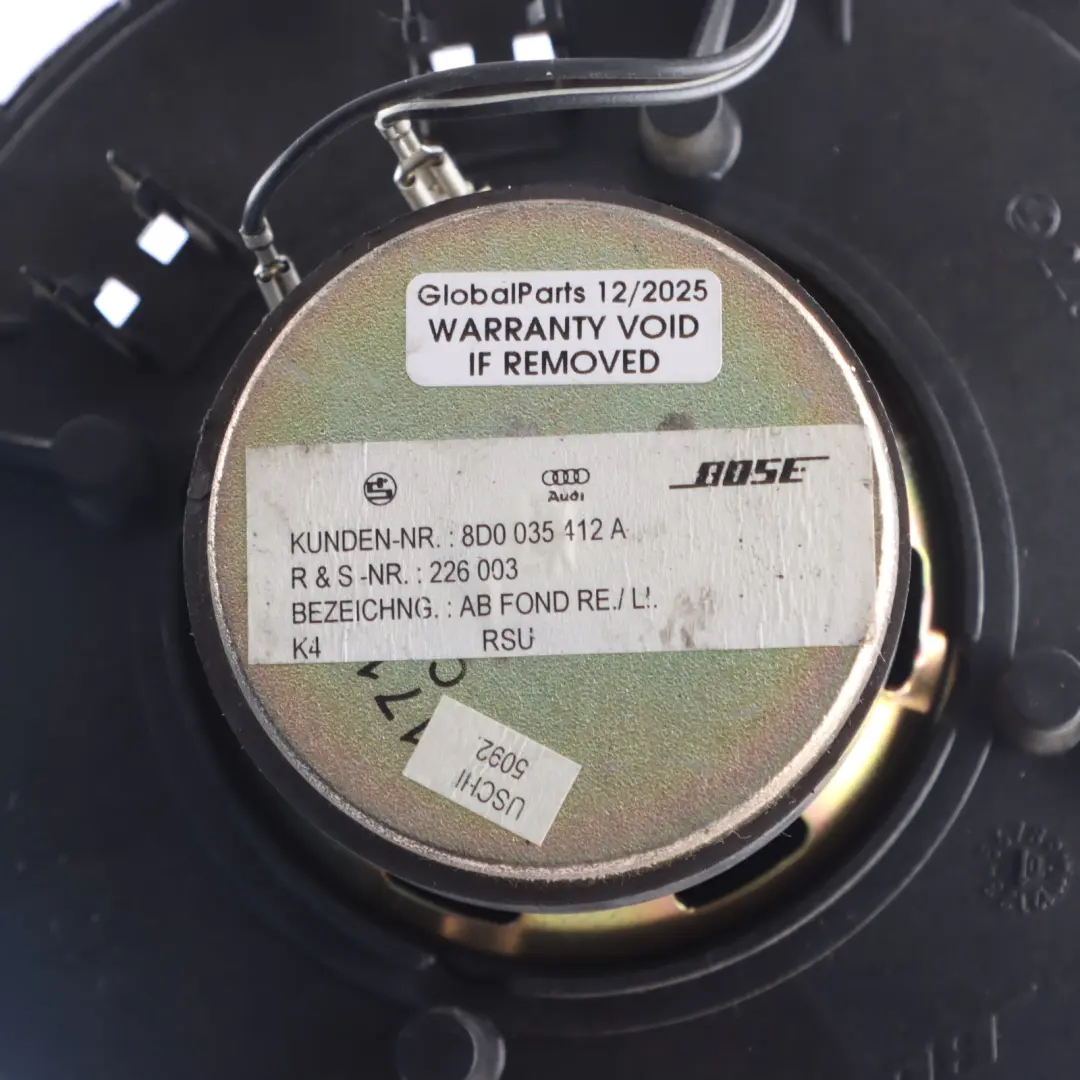 GlobalParts 12/2025
WARRANTY VOID
IF REMOVED
Audi
BOSE
KUNDEN-NR. : 8D0 035 412 A
R & S -NR. : 226 003
BEZEICHNG. : AB FOND RE./ LI.
K4 RSU
USCHI
5092.